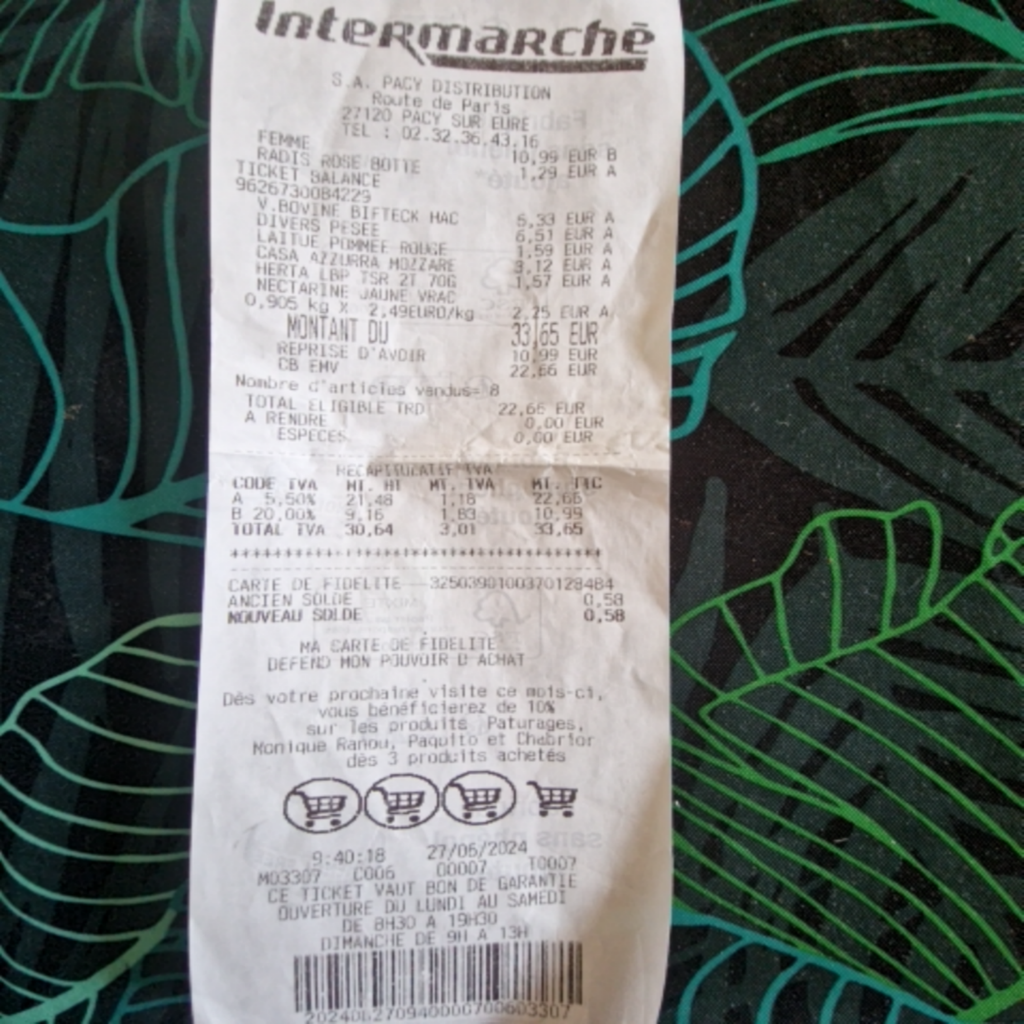 Intermarchē
S.A. PACY DISTRIBUTION
Route de Paris
27120 PACY SUR EURE
TEL : 02.32.36.43.16
FEMME 10,99 EUR B
RADIS ROSE BOTTE 1,29 EUR A
TICKET BALANCE
9626730084229
V.BOVINE BIFTECK HAC 5,33 EUR A
DIVERS PESEE 6,51 EUR A
LAITUE POMMEE ROUGE 1,59 EUR A
CASA AZZURRA MOZZARE 3,12 EUR A
HERTA LBP TSR 2T 70G 1,57 EUR A
NECTARINE JAUNE VRAC
0,905 kg X 2,49EURO/kg 2,25 EUR A
MONTANT DU 33,65 EUR
REPRISE D'AVOIR 10,99 EUR
CB EMV 22,66 EUR
Nombre d'articles vendus= 8
TOTAL ELIGIBLE TRD 22,66 EUR
A RENDRE 0,00 EUR
ESPECES 0,00 EUR
RECAPITULATIF TVA
CODE TVA MT. HT MT. TVA MT. TTC
A 5,50% 21,48 1,18 22,66
B 20,00% 9,16 1,83 10,99
TOTAL TVA 30,64 3,01 33,65
CARTE DE FIDELITE 3250390100370128484
ANCIEN SOLDE 0,58
NOUVEAU SOLDE 0,58
MA CARTE DE FIDELITE
DEFEND MON POUVOIR D'ACHAT
Dès votre prochaine visite ce mois-ci,
vous bénéficierez de 10%
sur les produits Paturages,
Monique Ranou, Paquito et Chabrior
dès 3 produits achetés
9:40:18 27/06/2024
M03307 C006 00007 T0007
CE TICKET VAUT BON DE GARANTIE
OUVERTURE DU LUNDI AU SAMEDI
DE 8H30 A 19H30
DIMANCHE DE 9H A 13H
2024062709400000700603307